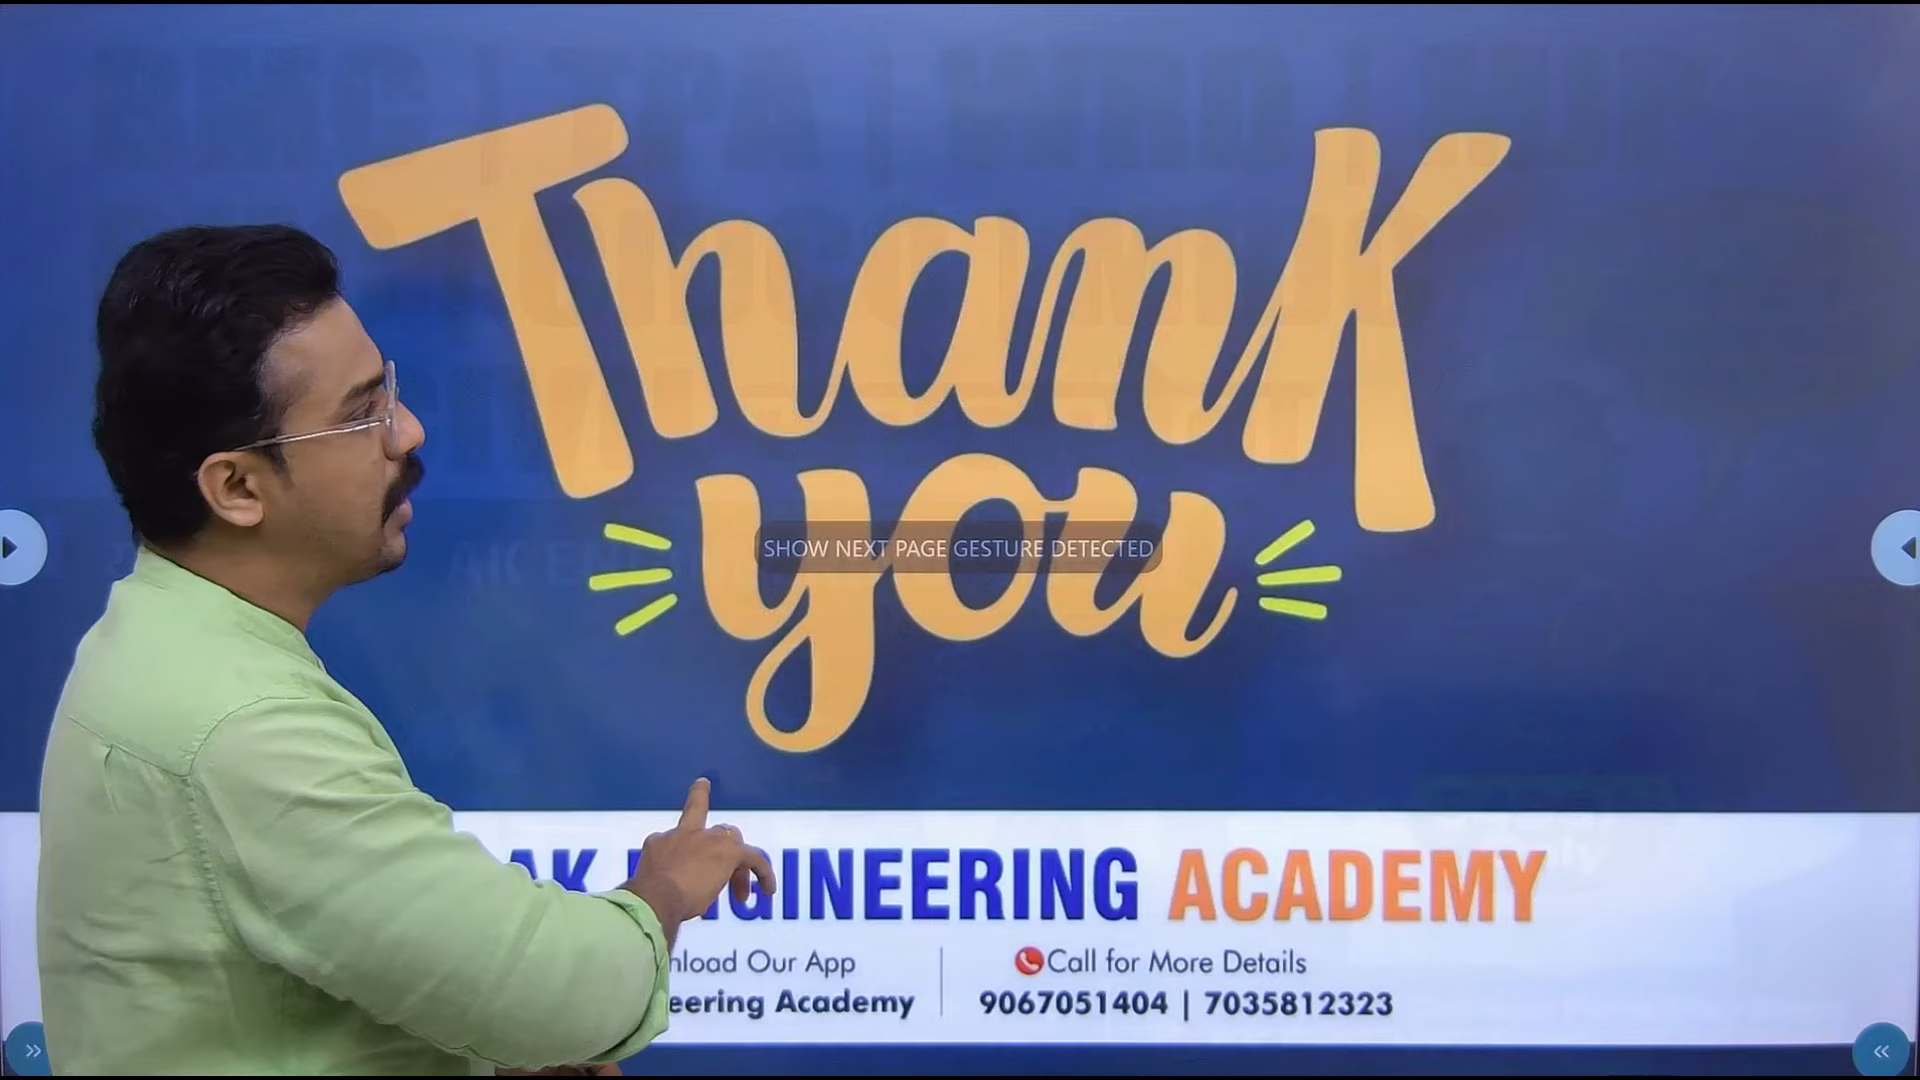 Thank
you
SHOW NEXT PAGE GESTURE DETECTED
AK ENGINEERING ACADEMY
nload Our App
eering Academy
Call for More Details
9067051404 | 7035812323